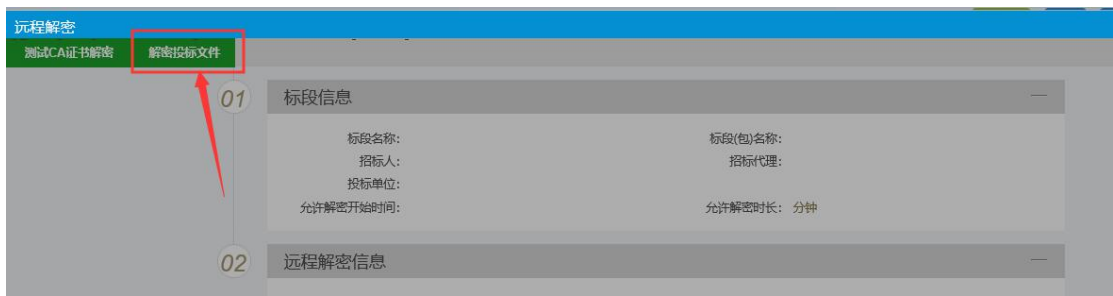 远程解密
测试CA证书解密 解密投标文件
01 标段信息
标段名称: 标段(包)名称:
招标人: 招标代理:
投标单位:
允许解密开始时间: 允许解密时长: 分钟
02 远程解密信息